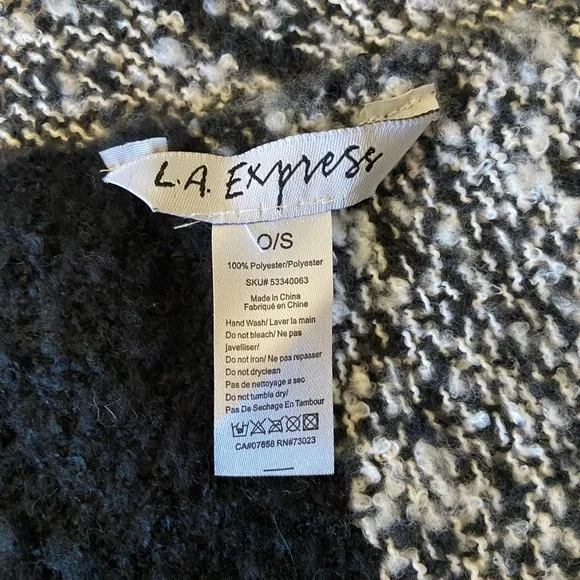 L.A. Express
O/S
100% Polyester/Polyester
SKU# 53340063
Made in China
Fabriqué en Chine
Hand Wash/ Laver la main
Do not bleach/ Ne pas
javelliser/
Do not iron/ Ne pas repasser
Do not dryclean
Pas de nettoyage a sec
Do not tumble dry/
Pas De Sechage En Tambour
CA#07658 RN#73023